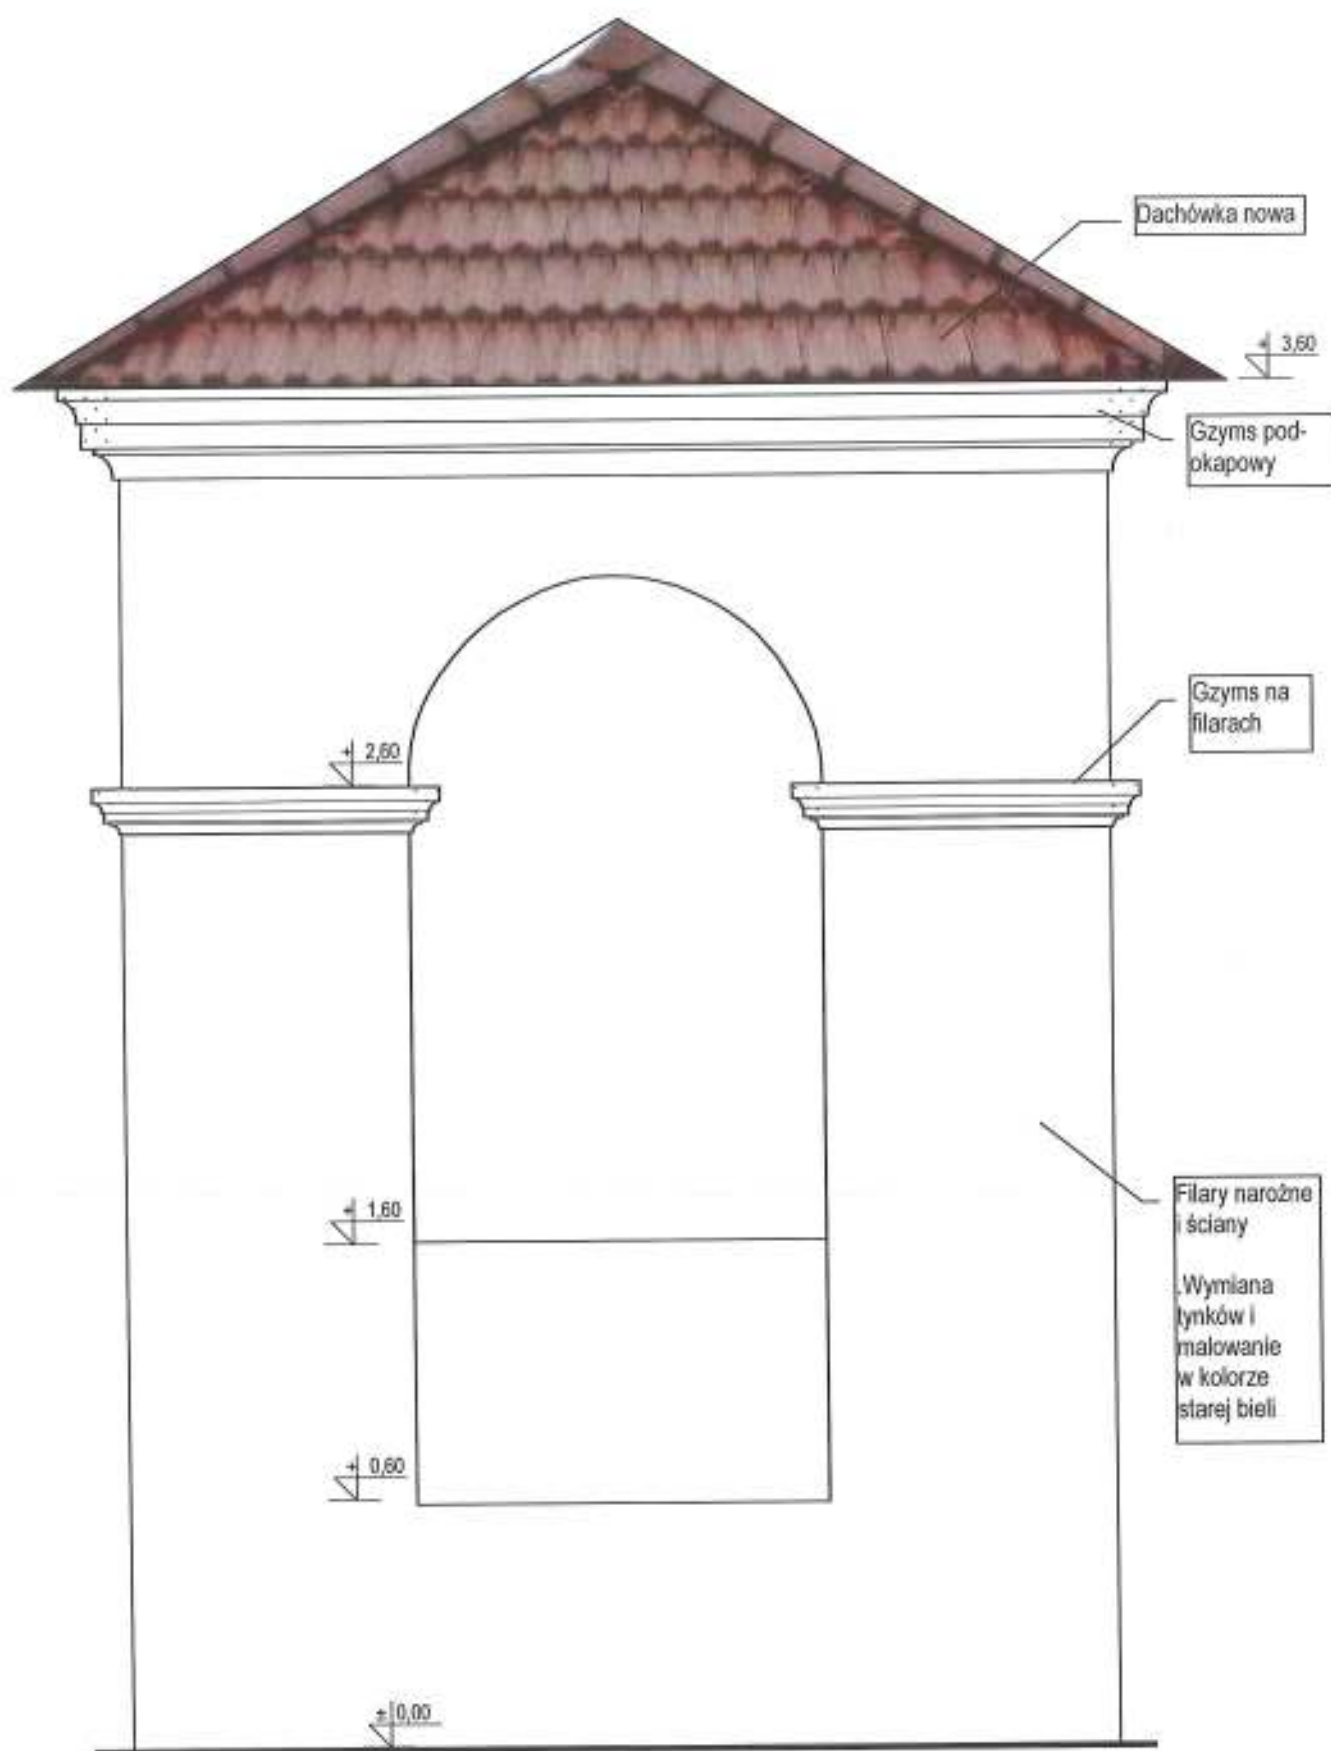 Dachówka nowa
+ 3,60
Gzyms pod-
okapowy
Gzyms na
filarach
+ 2,60
+ 1,60
Filary narożne
i ściany
.Wymiana
tynków i
malowanie
w kolorze
starej bieli
+ 0,60
± 0,00